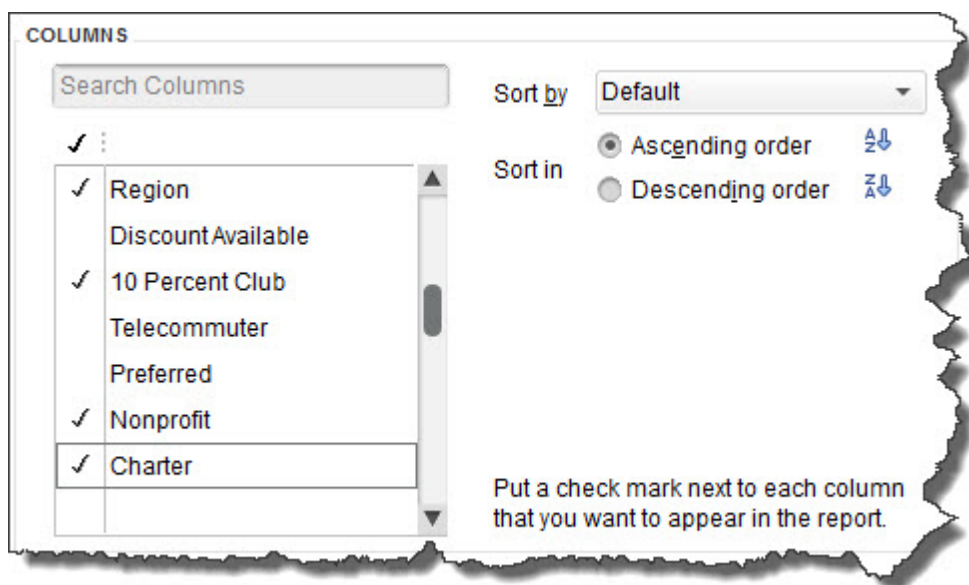 COLUMNS
Search Columns
Region
Discount Available
10 Percent Club
Telecommuter
Preferred
Nonprofit
Charter
Sort by Default
Sort in
Ascending order
Descending order
Put a check mark next to each column
that you want to appear in the report.